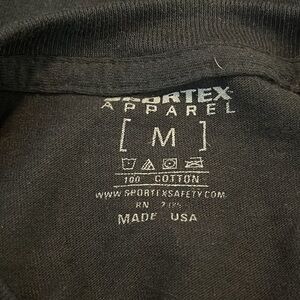 SPORTEX
APPAREL
[M]
100 COTTON
WWW.SPORTEXSAFETY.COM
RN
MADE USA